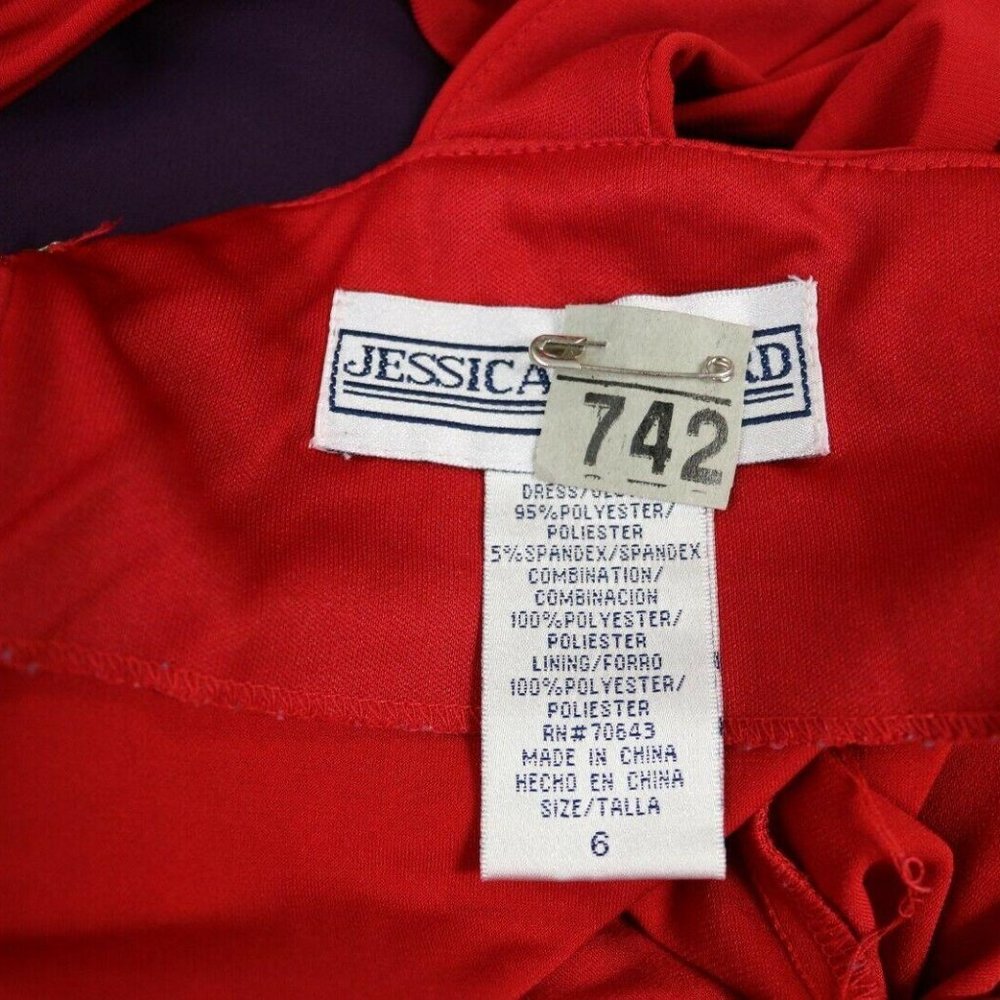 JESSICA
742
95%POLYESTER/
POLIESTER
5%SPANDEX/SPANDEX
COMBINATION/
COMBINACION
100%POLYESTER/
POLIESTER
LINING/FORRO
100%POLYESTER/
POLIESTER
RN#70643
MADE IN CHINA
HECHO EN CHINA
SIZE/TALLA
6